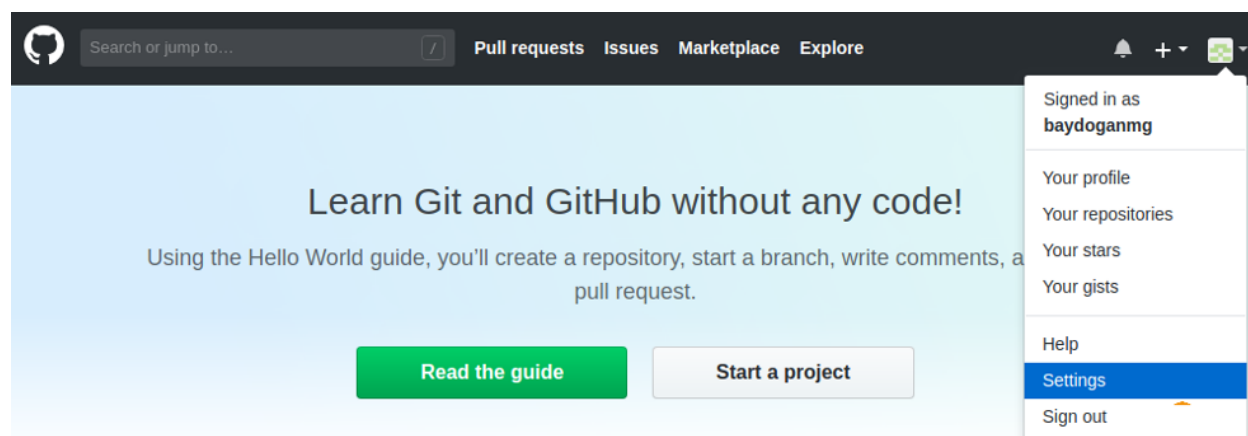 Search or jump to… /
Pull requests Issues Marketplace Explore
Signed in as
baydoganmg
Your profile
Your repositories
Your stars
Your gists
Help
Settings
Sign out
Learn Git and GitHub without any code!
Using the Hello World guide, you’ll create a repository, start a branch, write comments, a
pull request.
Read the guide
Start a project